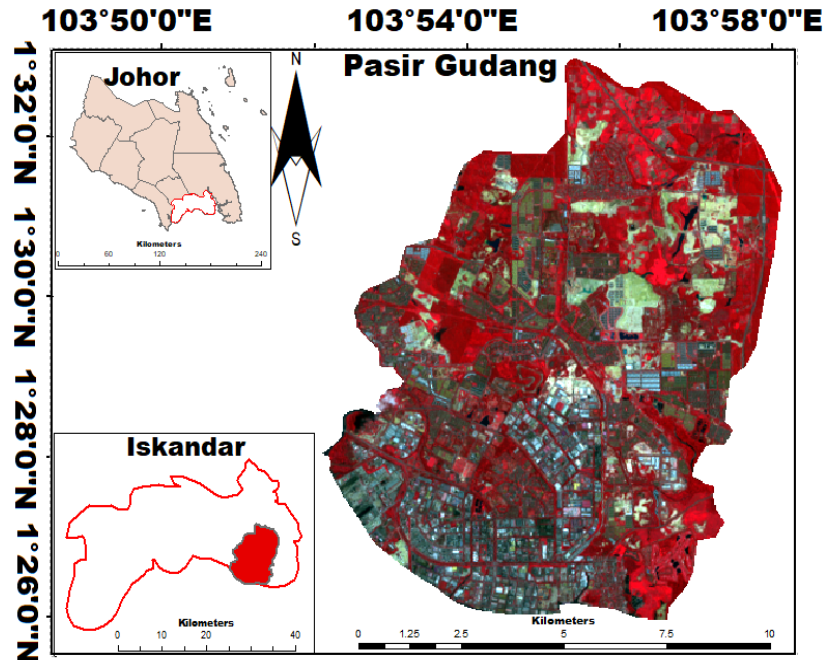 103°50'0"E 103°54'0"E 103°58'0"E
1°32'0"N
1°30'0"N
1°28'0"N
1°26'0"N
Johor
Kilometers
0 120 240
N
S
Pasir Gudang
Iskandar
Kilometers
0 10 20 30 40
Kilometers
0 1.25 2.5 5 7.5 10